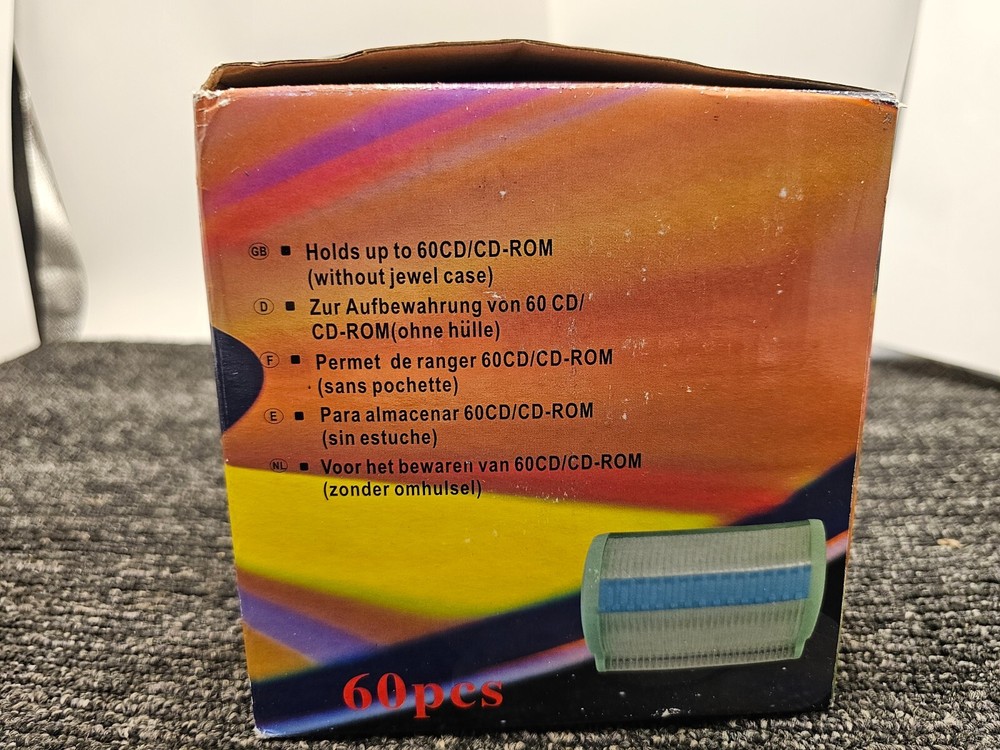 GB ■ Holds up to 60CD/CD-ROM
(without jewel case)
D ■ Zur Aufbewahrung von 60 CD/
CD-ROM(ohne hülle)
F ■ Permet de ranger 60CD/CD-ROM
(sans pochette)
E ■ Para almacenar 60CD/CD-ROM
(sin estuche)
NL ■ Voor het bewaren van 60CD/CD-ROM
(zonder omhulsel)
60pcs